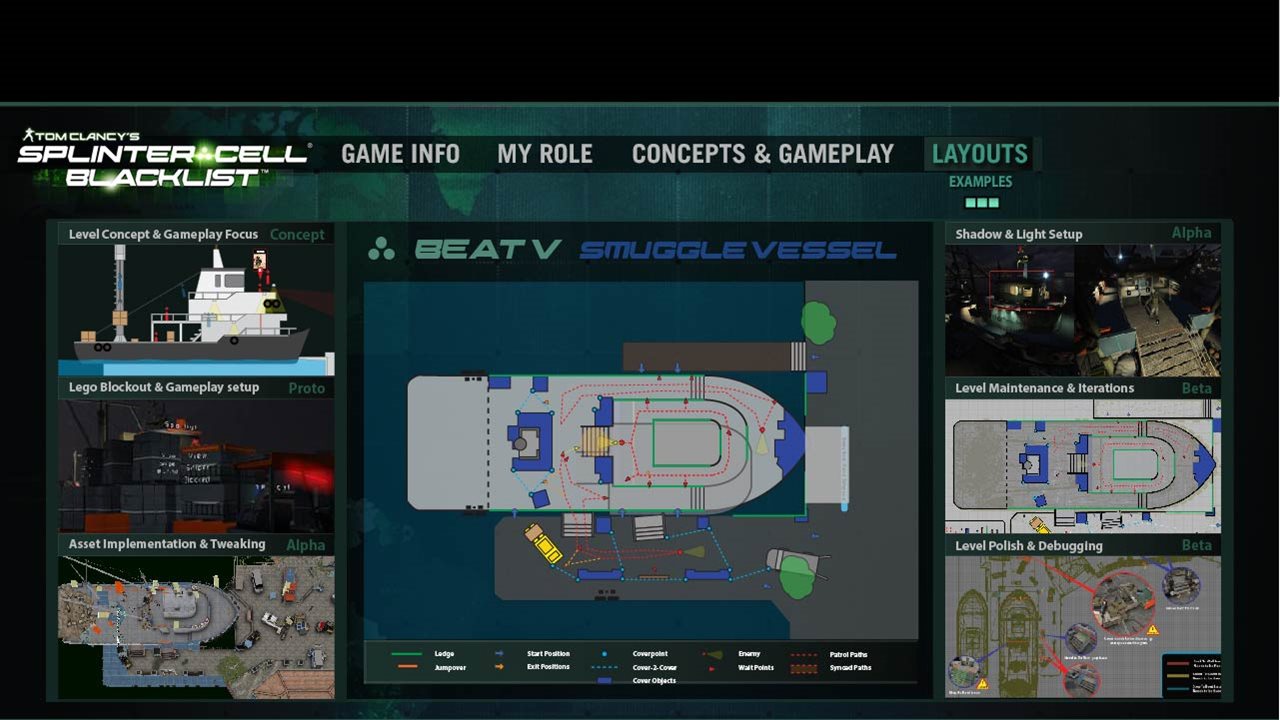 TOM CLANCY'S
SPLINTER CELL®
BLACKLIST™
GAME INFO MY ROLE CONCEPTS & GAMEPLAY LAYOUTS
EXAMPLES
Level Concept & Gameplay Focus Concept
Lego Blockout & Gameplay setup Proto
Asset Implementation & Tweaking Alpha
BEAT V SMUGGLE VESSEL
Ledge
Jumpover
Start Position
Exit Positions
Coverpoint
Cover-2-Cover
Cover Objects
Enemy
Wait Points
Patrol Paths
Synced Paths
Shadow & Light Setup Alpha
Level Maintenance & Iterations Beta
Level Polish & Debugging Beta